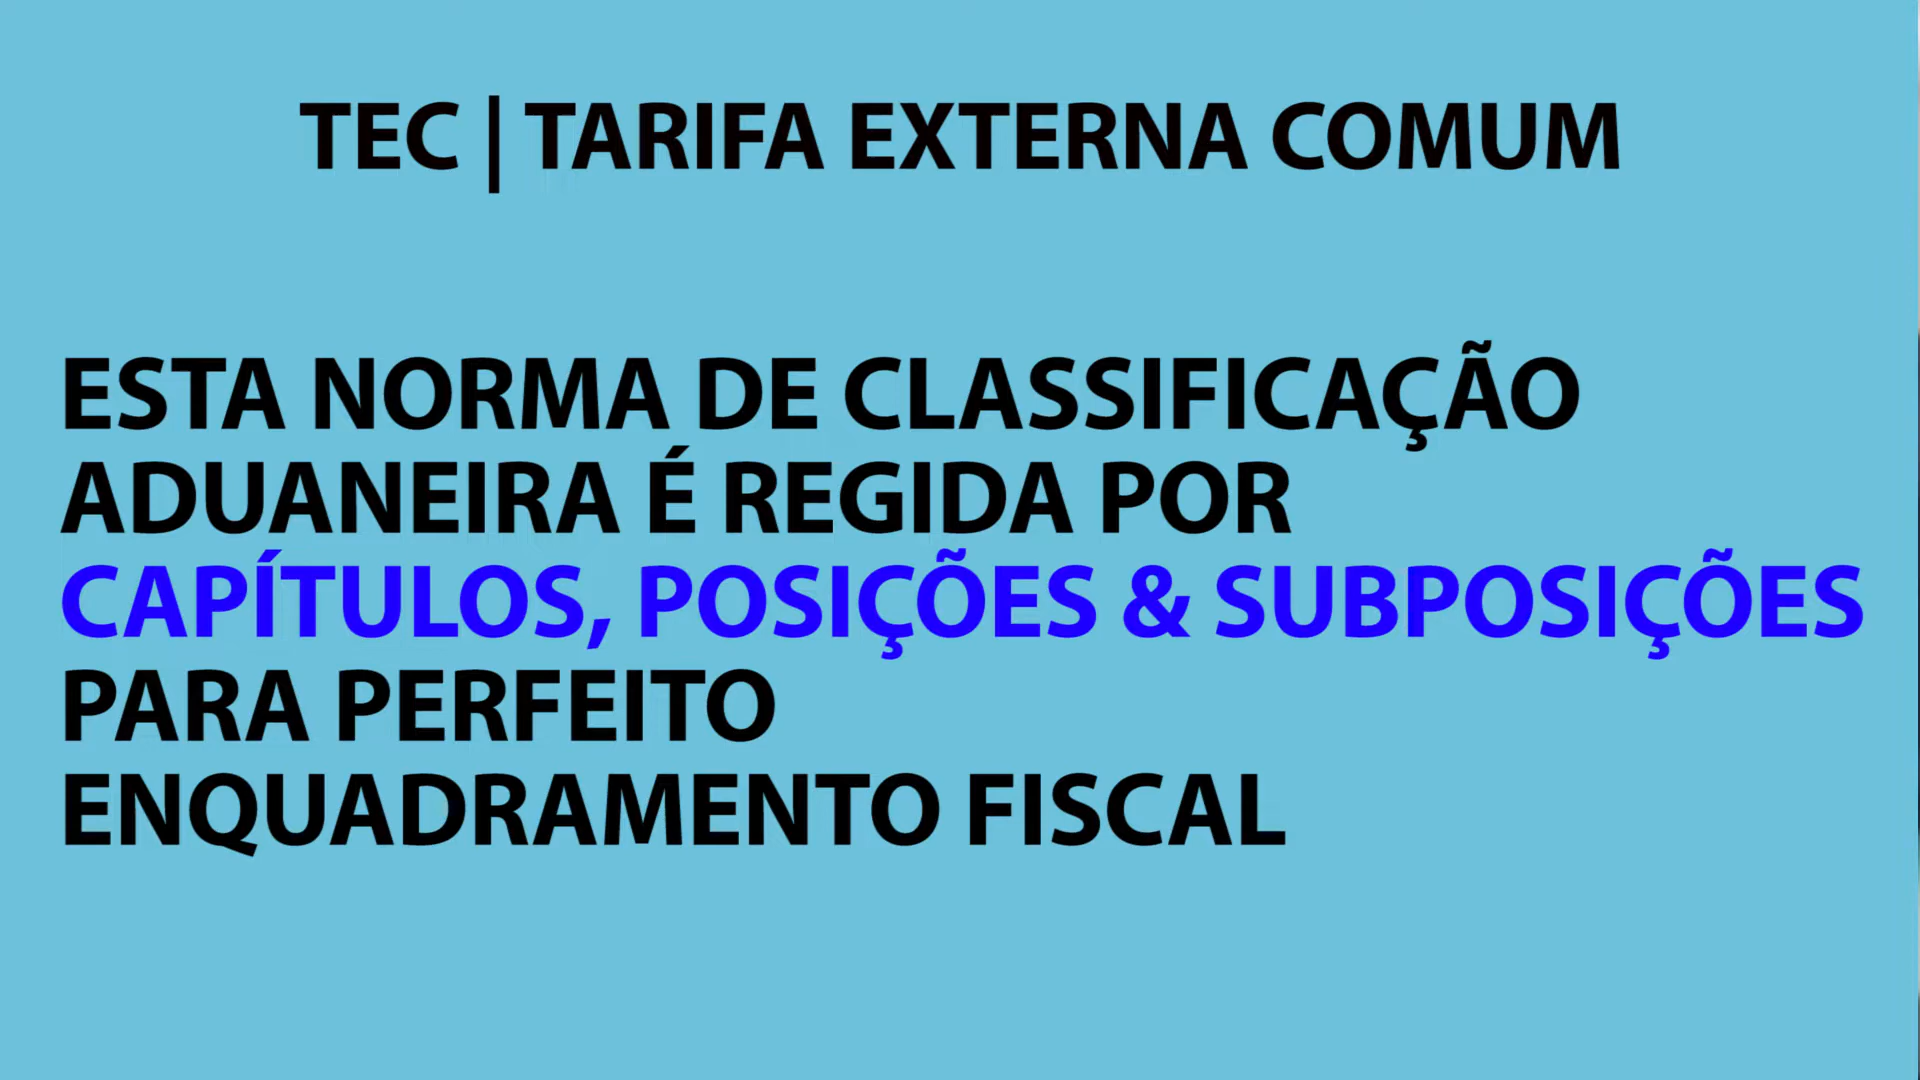 TEC | TARIFA EXTERNA COMUM
ESTA NORMA DE CLASSIFICAÇÃO
ADUANEIRA É REGIDA POR
CAPÍTULOS, POSIÇÕES & SUBPOSIÇÕES
PARA PERFEITO
ENQUADRAMENTO FISCAL